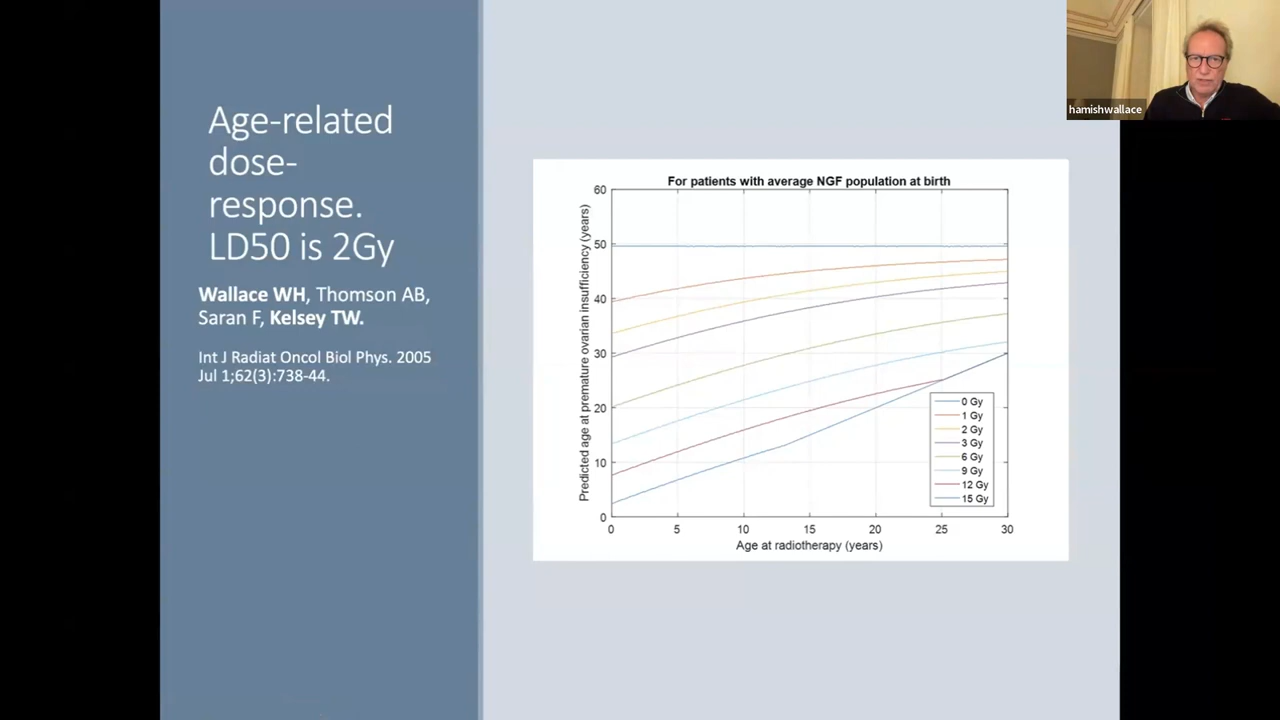 Age-related
dose-
response.
LD50 is 2Gy
Wallace WH, Thomson AB,
Saran F, Kelsey TW.
Int J Radiat Oncol Biol Phys. 2005
Jul 1;62(3):738-44.
For patients with average NGF population at birth
Predicted age at premature ovarian insufficiency (years)
60
50
40
30
20
10
0
0 5 10 15 20 25 30
Age at radiotherapy (years)
0 Gy
1 Gy
2 Gy
3 Gy
6 Gy
9 Gy
12 Gy
15 Gy
hamishwallace